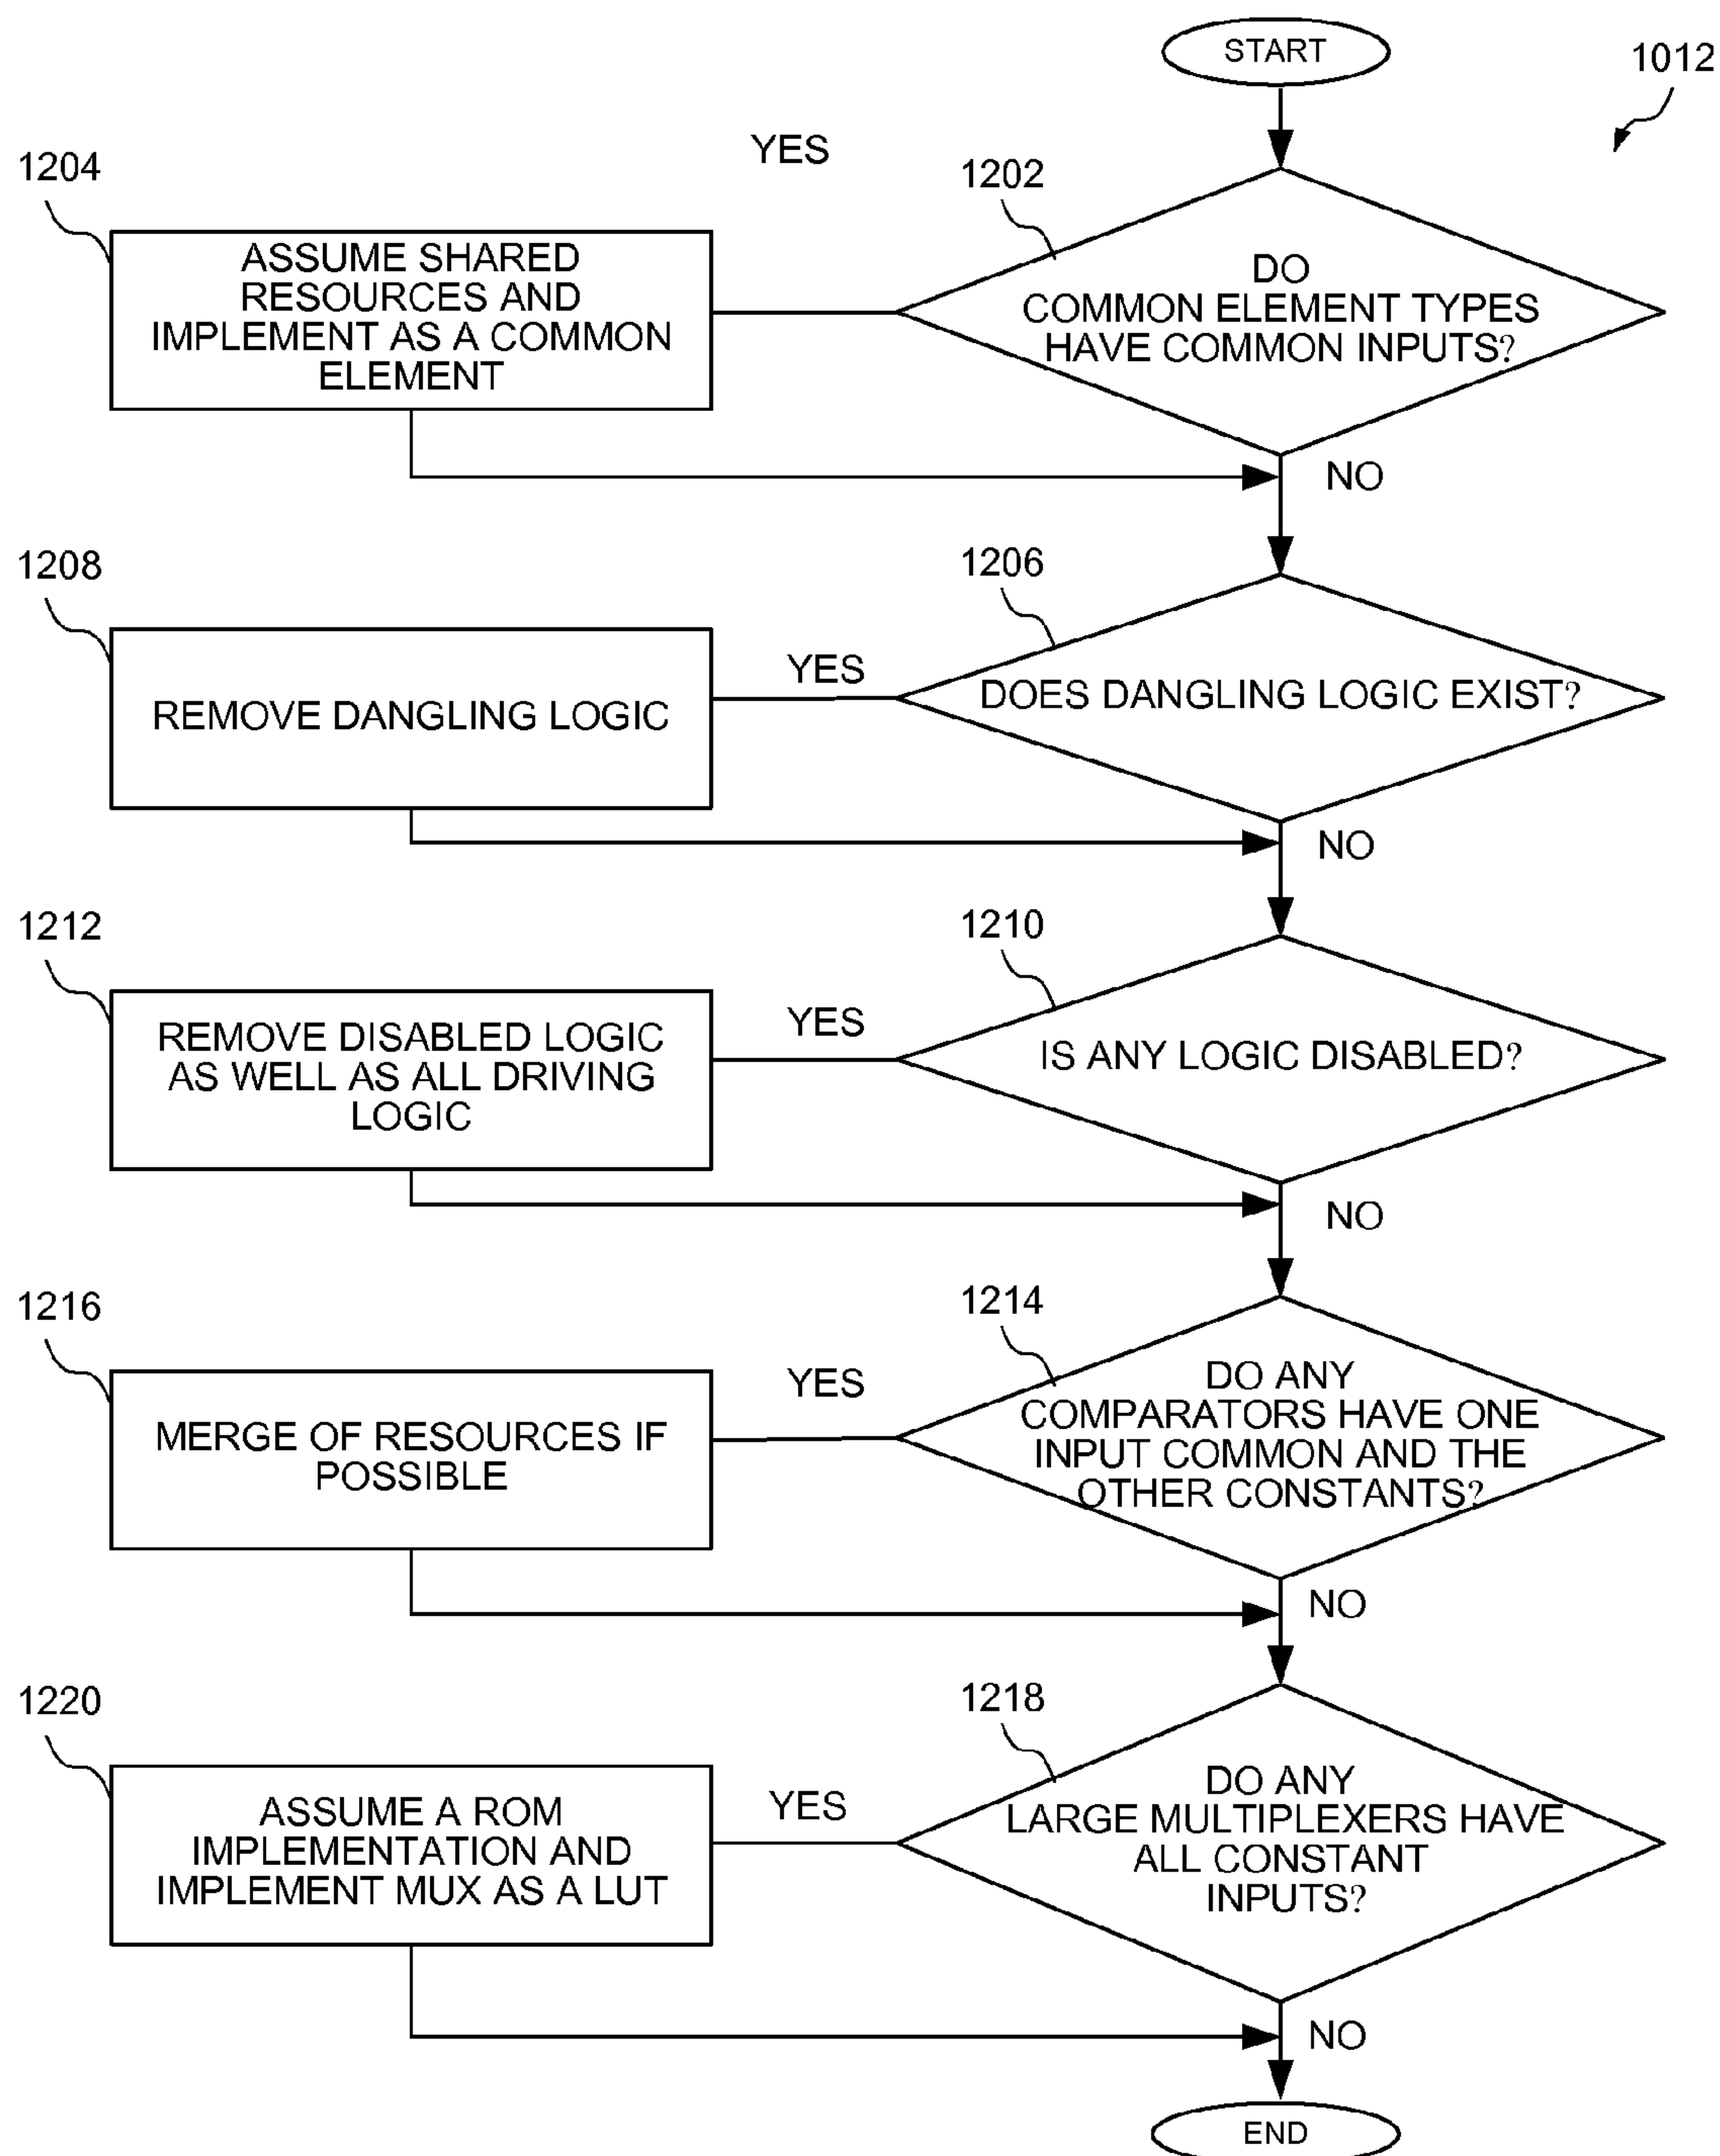 START
1012
YES
1204
1202
ASSUME SHARED
RESOURCES AND
IMPLEMENT AS A COMMON
ELEMENT
DO
COMMON ELEMENT TYPES
HAVE COMMON INPUTS?
NO
1208
1206
YES
REMOVE DANGLING LOGIC
DOES DANGLING LOGIC EXIST?
NO
1212
1210
YES
REMOVE DISABLED LOGIC
AS WELL AS ALL DRIVING
LOGIC
IS ANY LOGIC DISABLED?
NO
1216
1214
YES
MERGE OF RESOURCES IF
POSSIBLE
DO ANY
COMPARATORS HAVE ONE
INPUT COMMON AND THE
OTHER CONSTANTS?
NO
1220
1218
YES
ASSUME A ROM
IMPLEMENTATION AND
IMPLEMENT MUX AS A LUT
DO ANY
LARGE MULTIPLEXERS HAVE
ALL CONSTANT
INPUTS?
NO
END